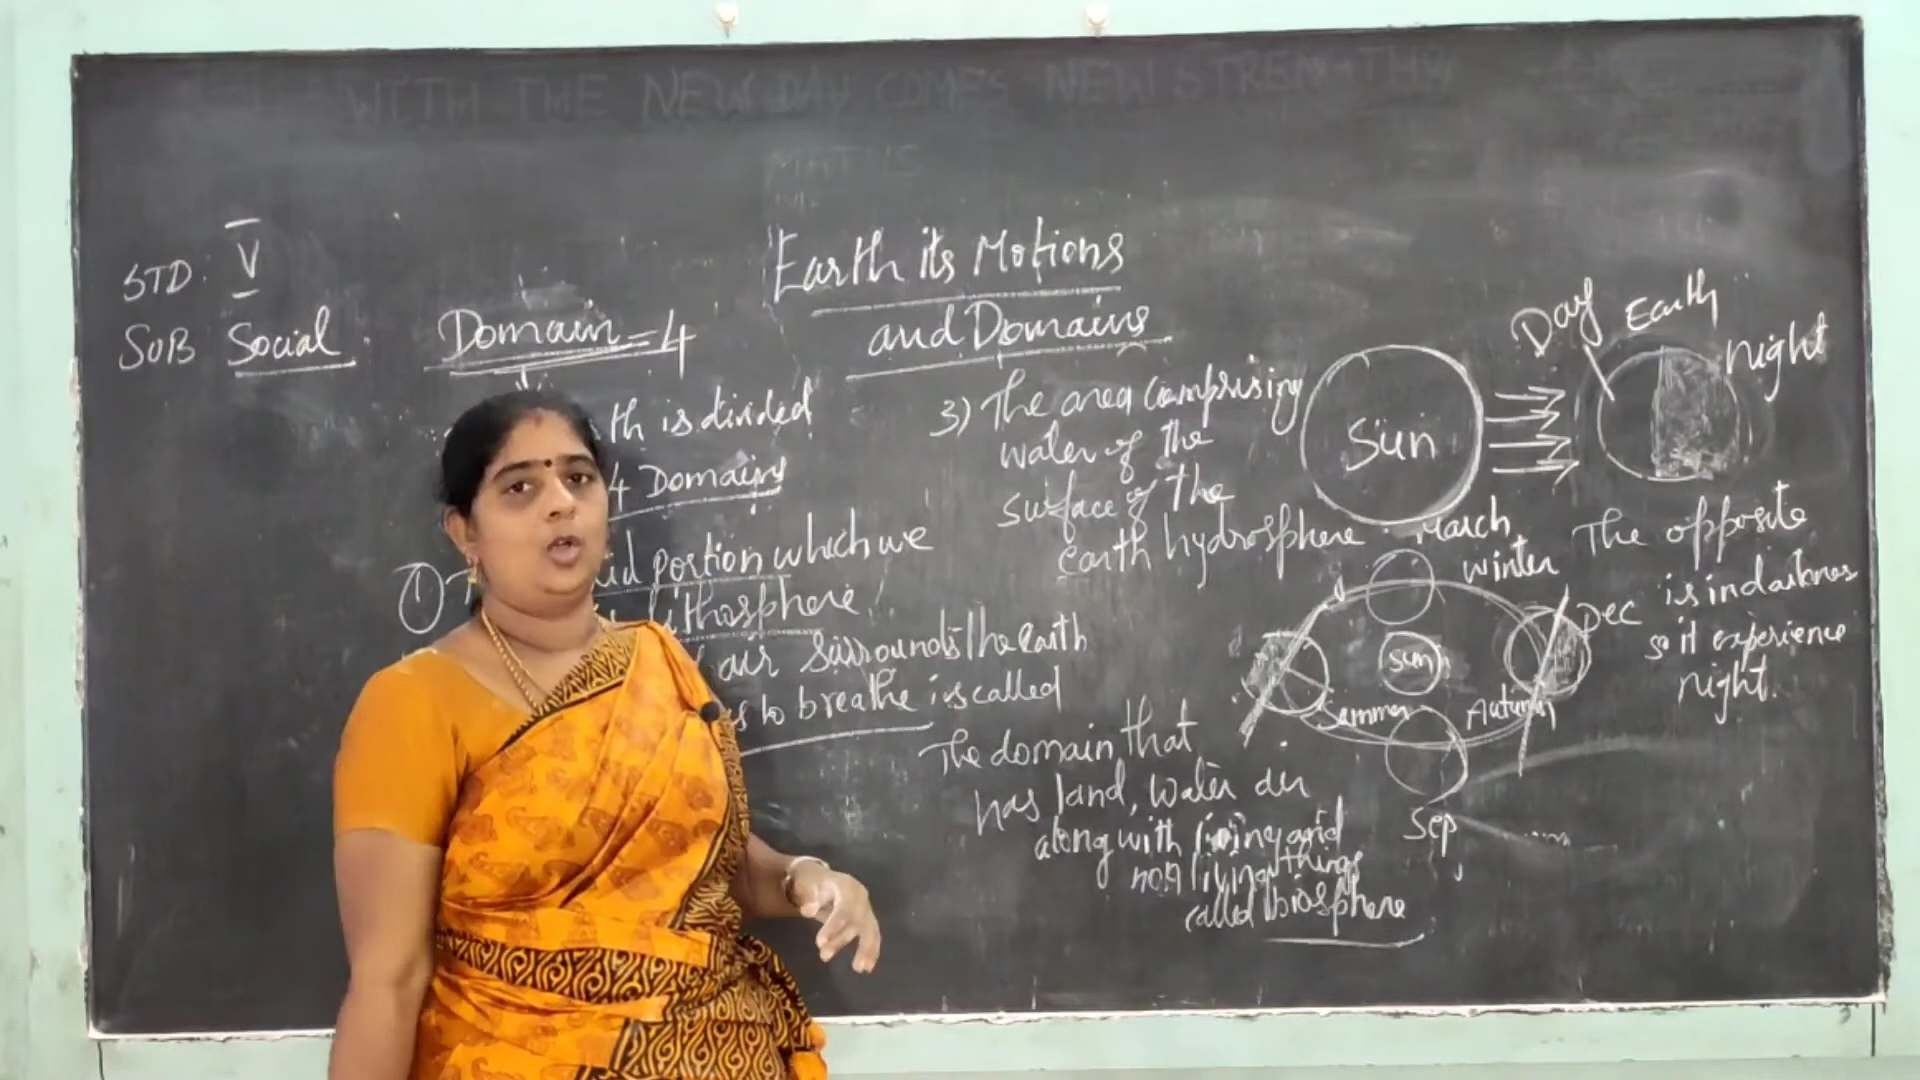 WITH THE NEW DAY COMES NEW STRENGTH
MATHS
STD: V
SUB Social
Earth its Motions
and Domains
Domain = 4
th is divided
4 Domains
① id portion which we
lithosphere
air surrounds the earth
s to breathe is called
3) The area comprising
water of the
surface of the
earth hydrosphere
The domain that
has land, water air
along with living and
non living things
called biosphere
Sun
Day
Earth
night
The opposite
is in darkness
so it experience
night.
March
winter
Dec
sun
Summer
Autumn
Sep